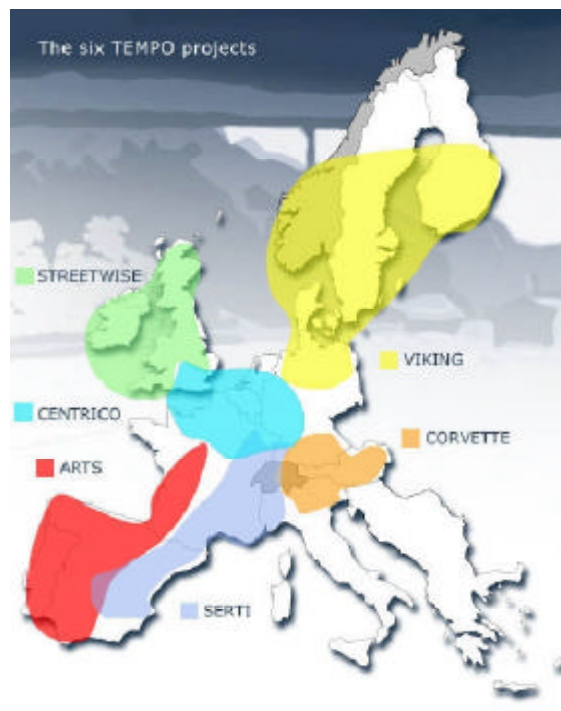 The six TEMPO projects
STREETWISE
VIKING
CENTRICO
CORVETTE
ARTS
SERTI